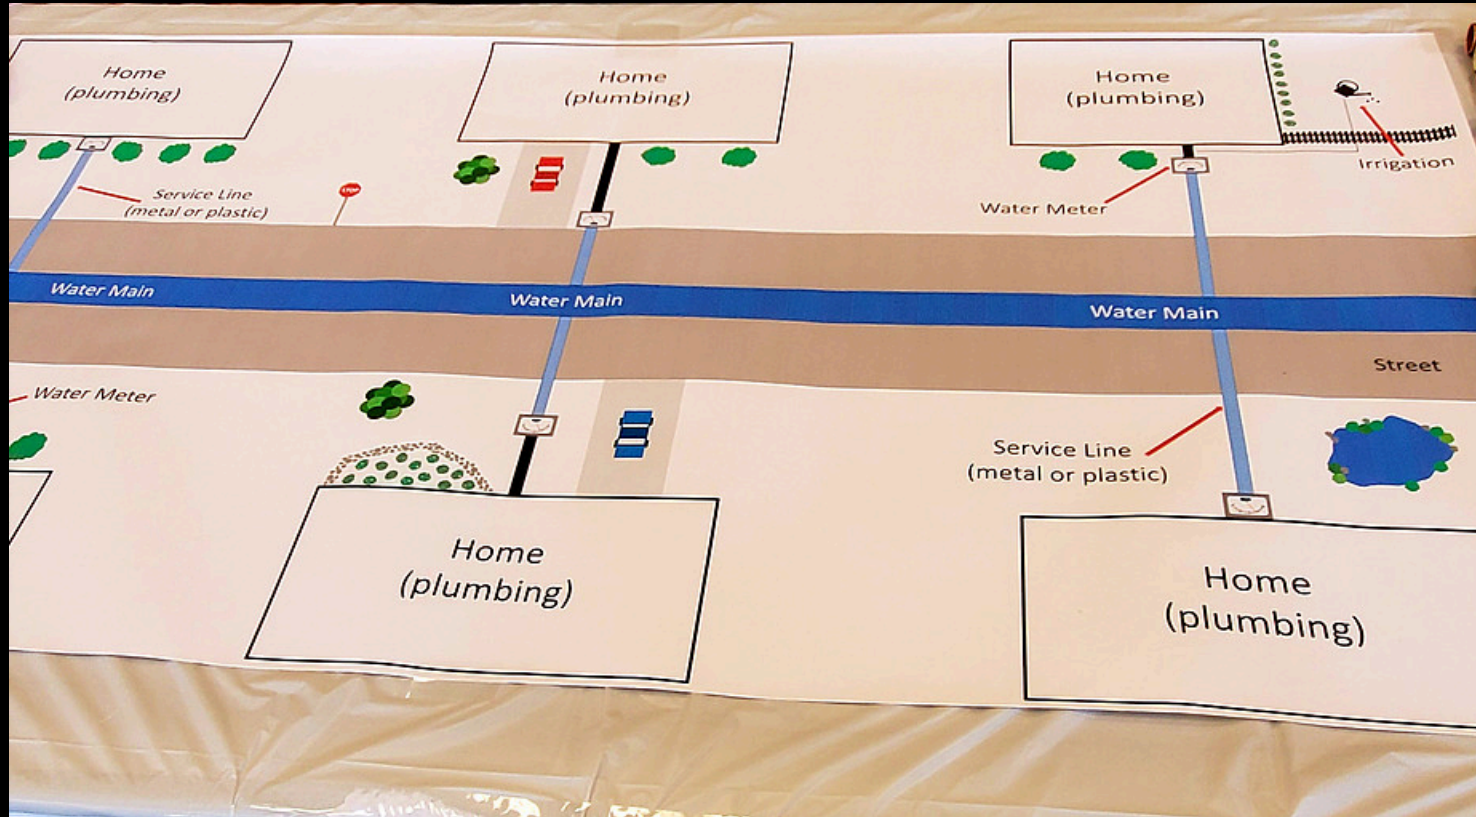 Home
(plumbing)
Home
(plumbing)
Home
(plumbing)
Irrigation
Service Line
(metal or plastic)
STOP
Water Meter
Water Main
Water Main
Water Main
Street
Water Meter
Service Line
(metal or plastic)
Home
(plumbing)
Home
(plumbing)